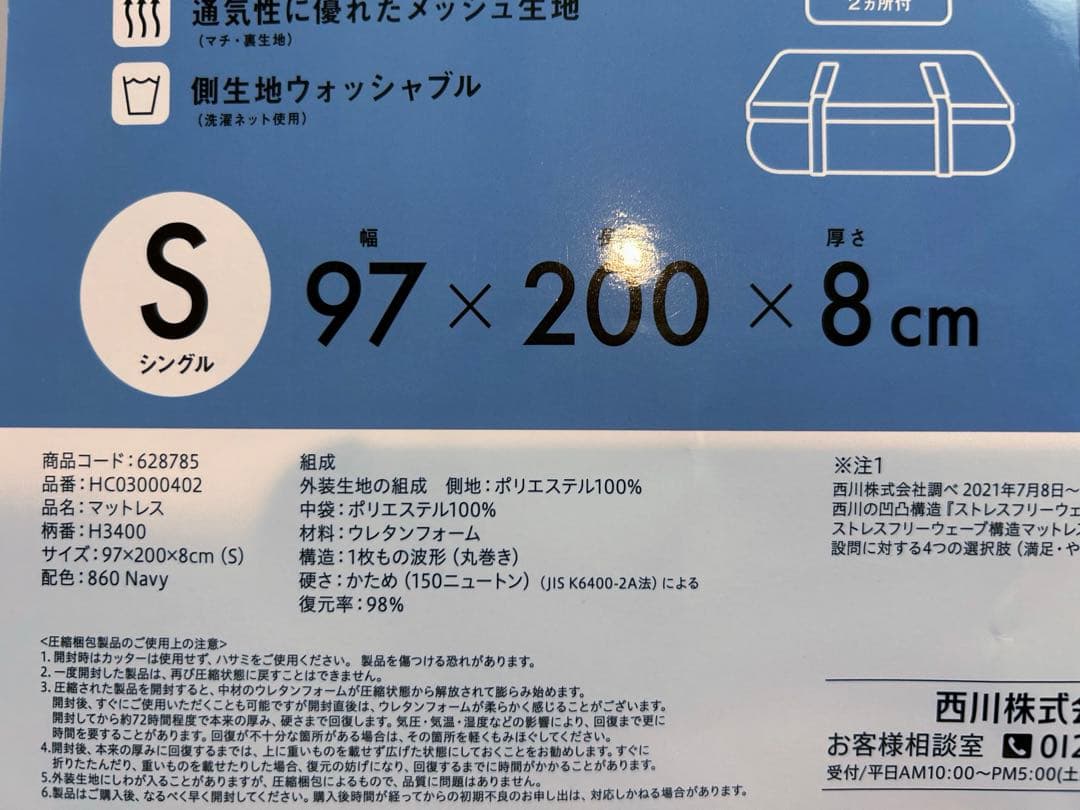 通気性に優れたメッシュ生地
（マチ・裏生地）
側生地ウォッシャブル
（洗濯ネット使用）
2ヵ所付
S
シングル
幅
厚さ
97×200×8cm
商品コード：628785
品番：HC03000402
品名：マットレス
柄番：H3400
サイズ：97×200×8cm（S）
配色：860 Navy
組成
外装生地の組成 側地：ポリエステル100%
中袋：ポリエステル100%
材料：ウレタンフォーム
構造：1枚もの波形（丸巻き）
硬さ：かため（150ニュートン）（JIS K6400-2A法）による
復元率：98%
※注1
西川株式会社調べ 2021年7月8日〜
西川の凹凸構造『ストレスフリーウェ
ストレスフリーウェーブ構造マットレス
設問に対する4つの選択肢（満足・や
<圧縮梱包製品のご使用上の注意>
1. 開封時はカッターは使用せず、ハサミをご使用ください。製品を傷つける恐れがあります。
2. 一度開封した製品は、再び圧縮状態に戻すことはできません。
3. 圧縮された製品を開封すると、中材のウレタンフォームが圧縮状態から解放されて膨らみ始めます。
開封後、すぐにご使用いただくことも可能ですが開封直後は、ウレタンフォームが柔らかく感じることがございます。
開封してから約72時間程度で本来の厚み、硬さまで回復します。気圧・気温・湿度などの影響により、回復まで更に
時間を要することがあります。回復が不十分な箇所がある場合は、その箇所を軽くもみほぐしてください。
4.開封後、本来の厚みに回復するまでは、上に重いものを載せず広げた状態にしておくことをお勧めします。すぐに
折りたたんだり、重いものを載せたりした場合、復元の妨げになり、回復するまでに時間がかかることがあります。
5.外装生地にしわが入ることがありますが、圧縮梱包によるもので、品質に問題はありません。
6.製品はご購入後、なるべく早く開封してください。購入後時間が経ってからの初期不良のお申し出は、対応しかねる場合があります。
西川株式会
お客様相談室 012
受付/平日AM10:00〜PM5:00(土